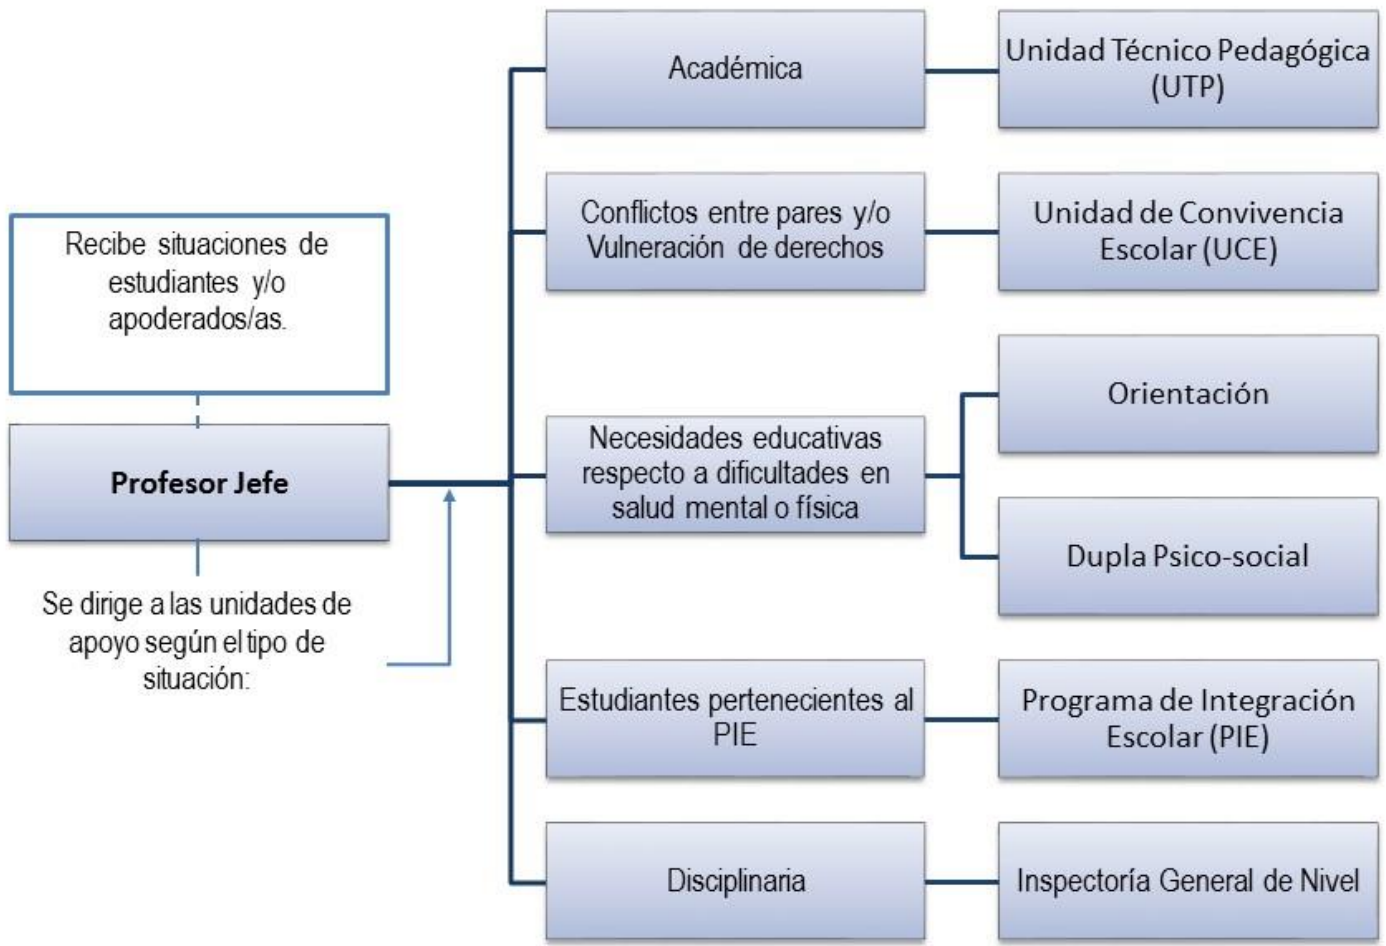 Recibe situaciones de
estudiantes y/o
apoderados/as.
Profesor Jefe
Se dirige a las unidades de
apoyo según el tipo de
situación:
Académica
Unidad Técnico Pedagógica
(UTP)
Conflictos entre pares y/o
Vulneración de derechos
Unidad de Convivencia
Escolar (UCE)
Necesidades educativas
respecto a dificultades en
salud mental o física
Orientación
Dupla Psico-social
Estudiantes pertenecientes al
PIE
Programa de Integración
Escolar (PIE)
Disciplinaria
Inspectoría General de Nivel